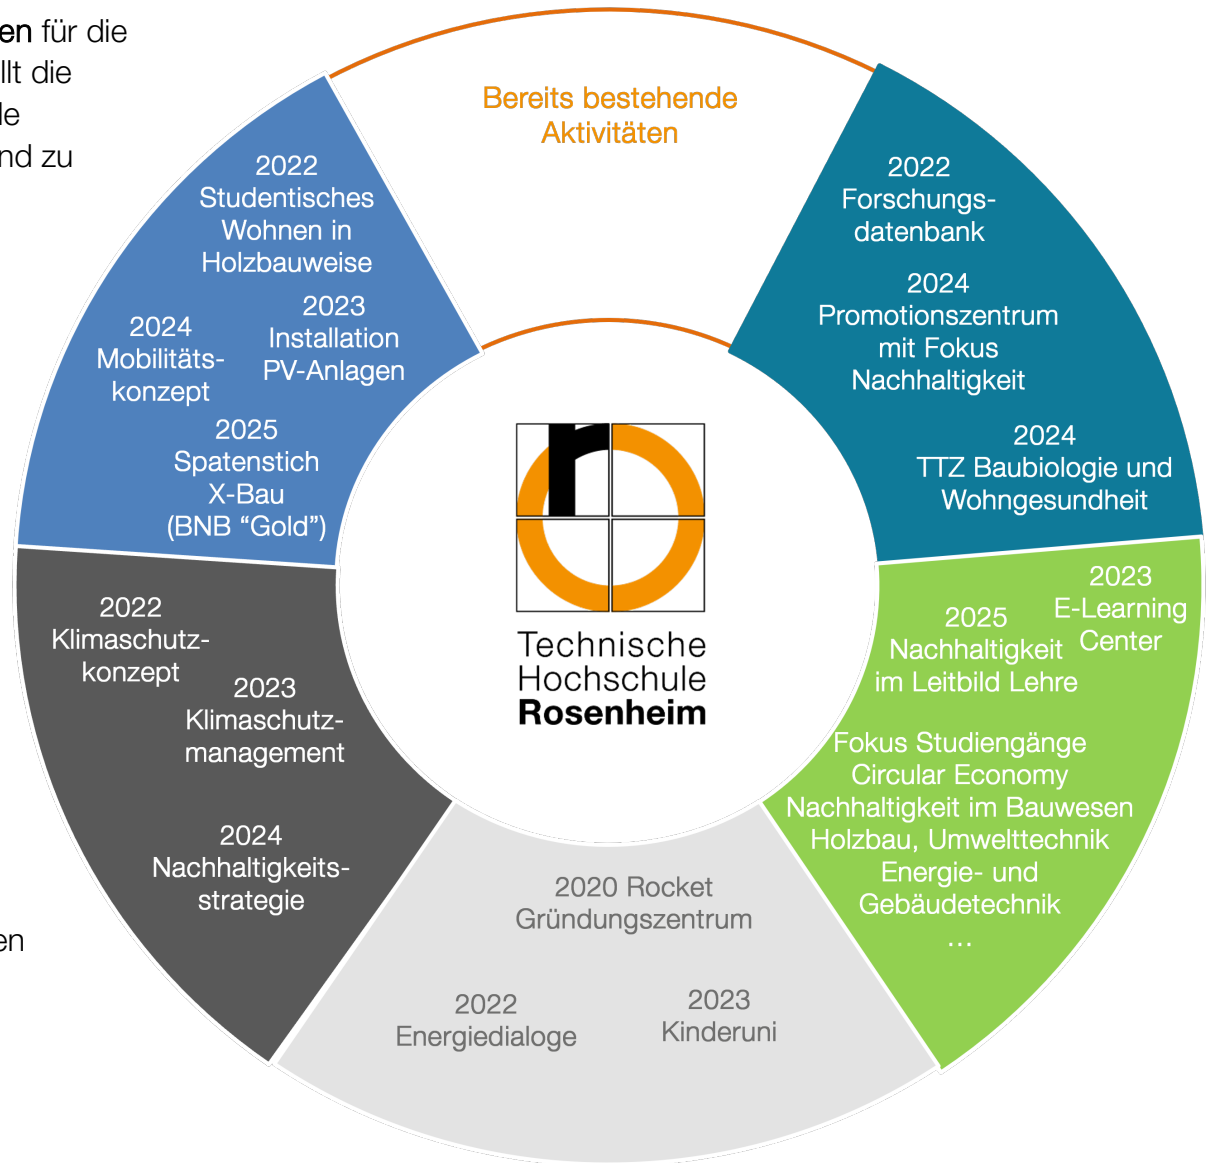 en für die
llt die
le
nd zu
en
Bereits bestehende
Aktivitäten
2022
Forschungs-
datenbank
2024
Promotionszentrum
mit Fokus
Nachhaltigkeit
2024
TTZ Baubiologie und
Wohngesundheit
2023
E-Learning
Center
2025
Nachhaltigkeit
im Leitbild Lehre
Fokus Studiengänge
Circular Economy
Nachhaltigkeit im Bauwesen
Holzbau, Umwelttechnik
Energie- und
Gebäudetechnik
...
2020 Rocket
Gründungszentrum
2022
Energiedialoge
2023
Kinderuni
2022
Klimaschutz-
konzept
2023
Klimaschutz-
management
2024
Nachhaltigkeits-
strategie
2022
Studentisches
Wohnen in
Holzbauweise
2023
Installation
PV-Anlagen
2024
Mobilitäts-
konzept
2025
Spatenstich
X-Bau
(BNB “Gold”)
Technische
Hochschule
Rosenheim